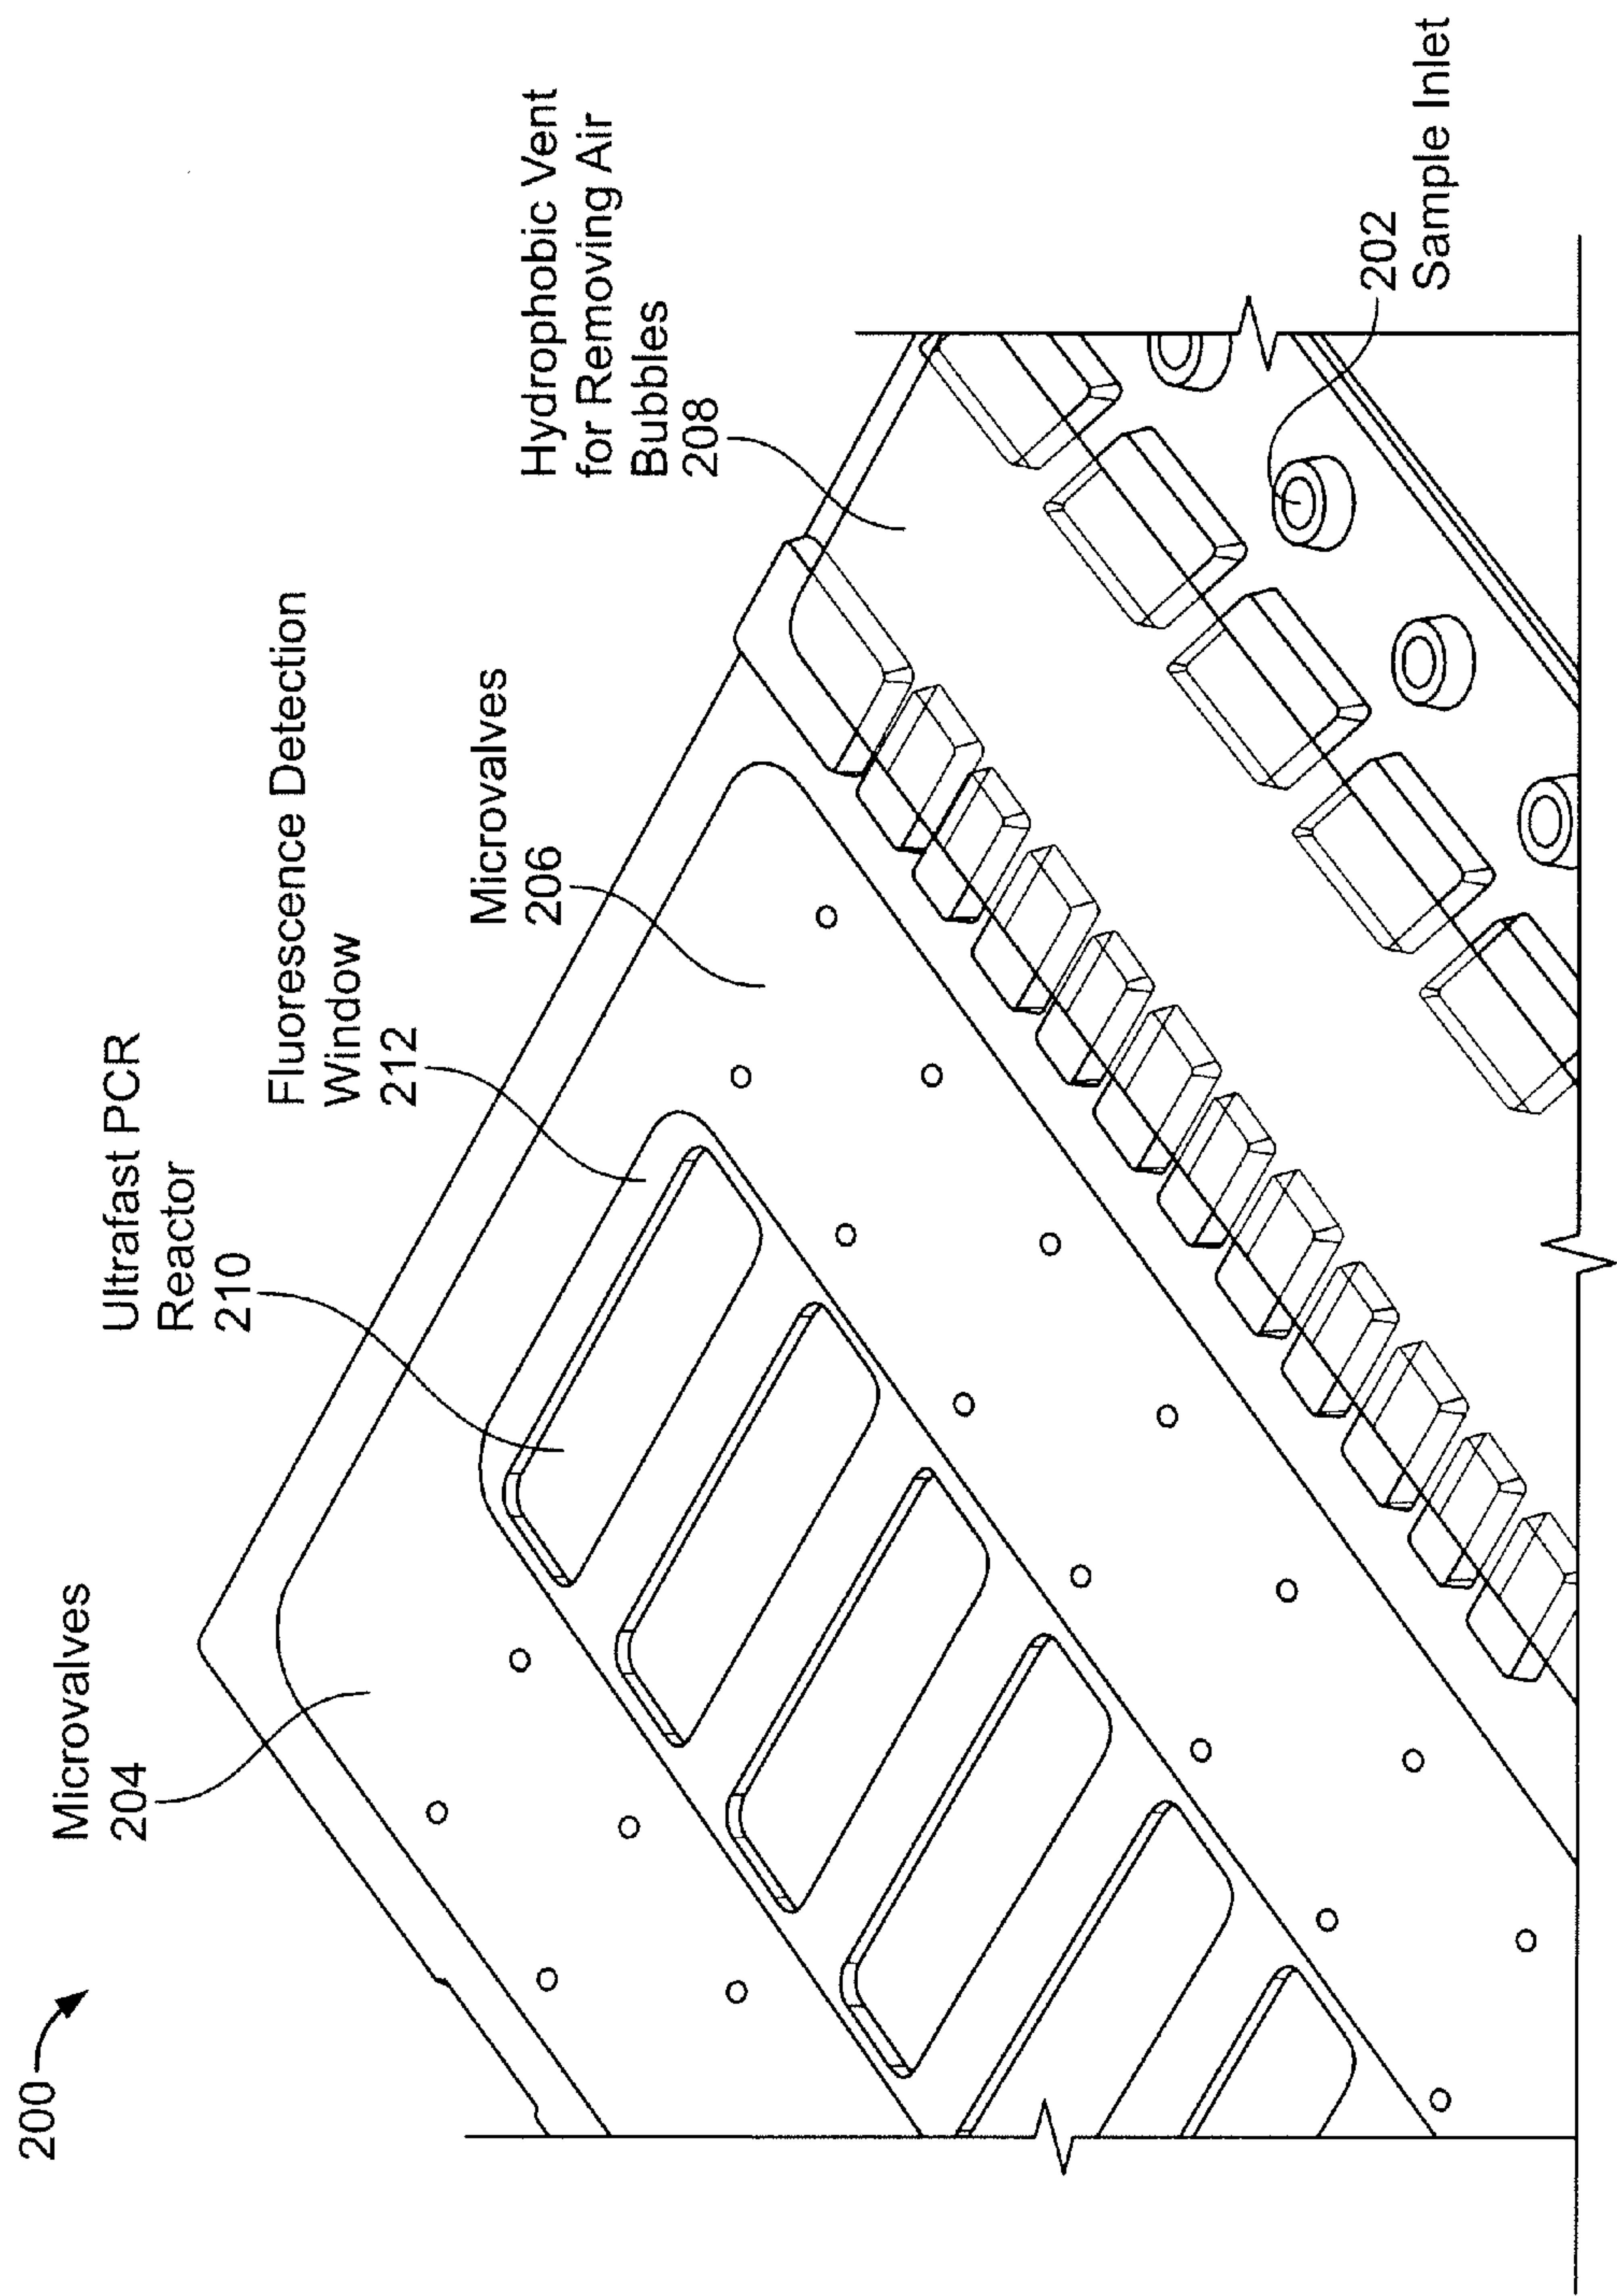 200
Microvalves
204
Ultrafast PCR
Reactor
210
Fluorescence Detection
Window
212
Microvalves
206
Hydrophobic Vent
for Removing Air
Bubbles
208
202
Sample Inlet